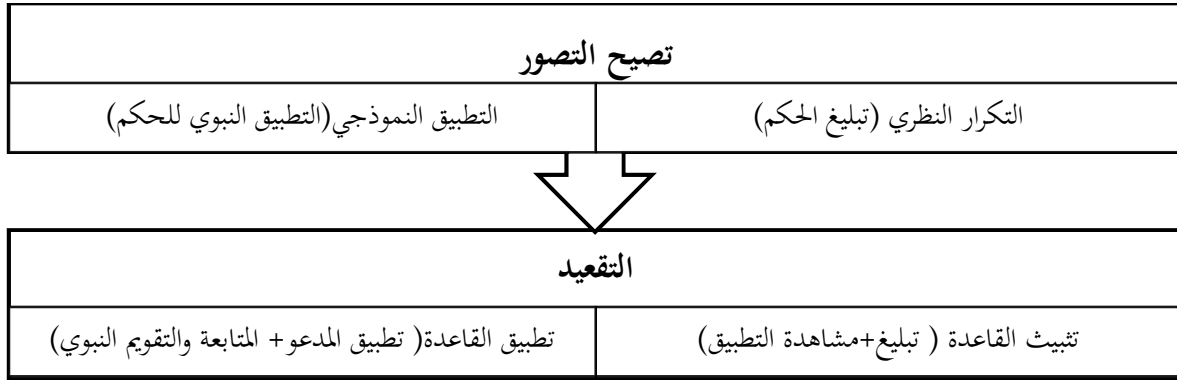 تصيح التصور
التكرار النظري (تبليغ الحكم)
التطبيق النموذجي(التطبيق النبوي للحكم)
التقعيد
تثبيث القاعدة ( تبليغ+مشاهدة التطبيق)
تطبيق القاعدة( تطبيق المدعو+ المتابعة والتقويم النبوي)